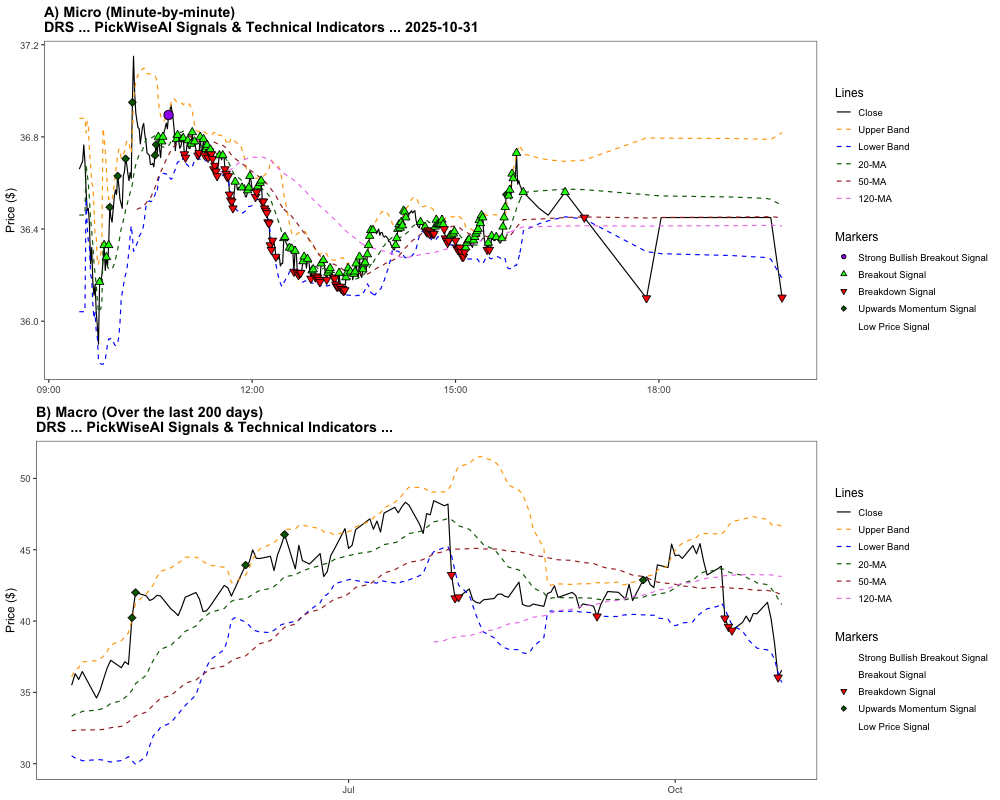 A) Micro (Minute-by-minute)
DRS ... PickWiseAI Signals & Technical Indicators ... 2025-10-31
Price ($)
37.2
36.8
36.4
36.0
09:00
12:00
15:00
18:00
Lines
Close
Upper Band
Lower Band
20-MA
50-MA
120-MA
Markers
Strong Bullish Breakout Signal
Breakout Signal
Breakdown Signal
Upwards Momentum Signal
Low Price Signal
B) Macro (Over the last 200 days)
DRS ... PickWiseAI Signals & Technical Indicators ...
Price ($)
50
45
40
35
30
Jul
Oct
Lines
Close
Upper Band
Lower Band
20-MA
50-MA
120-MA
Markers
Strong Bullish Breakout Signal
Breakout Signal
Breakdown Signal
Upwards Momentum Signal
Low Price Signal